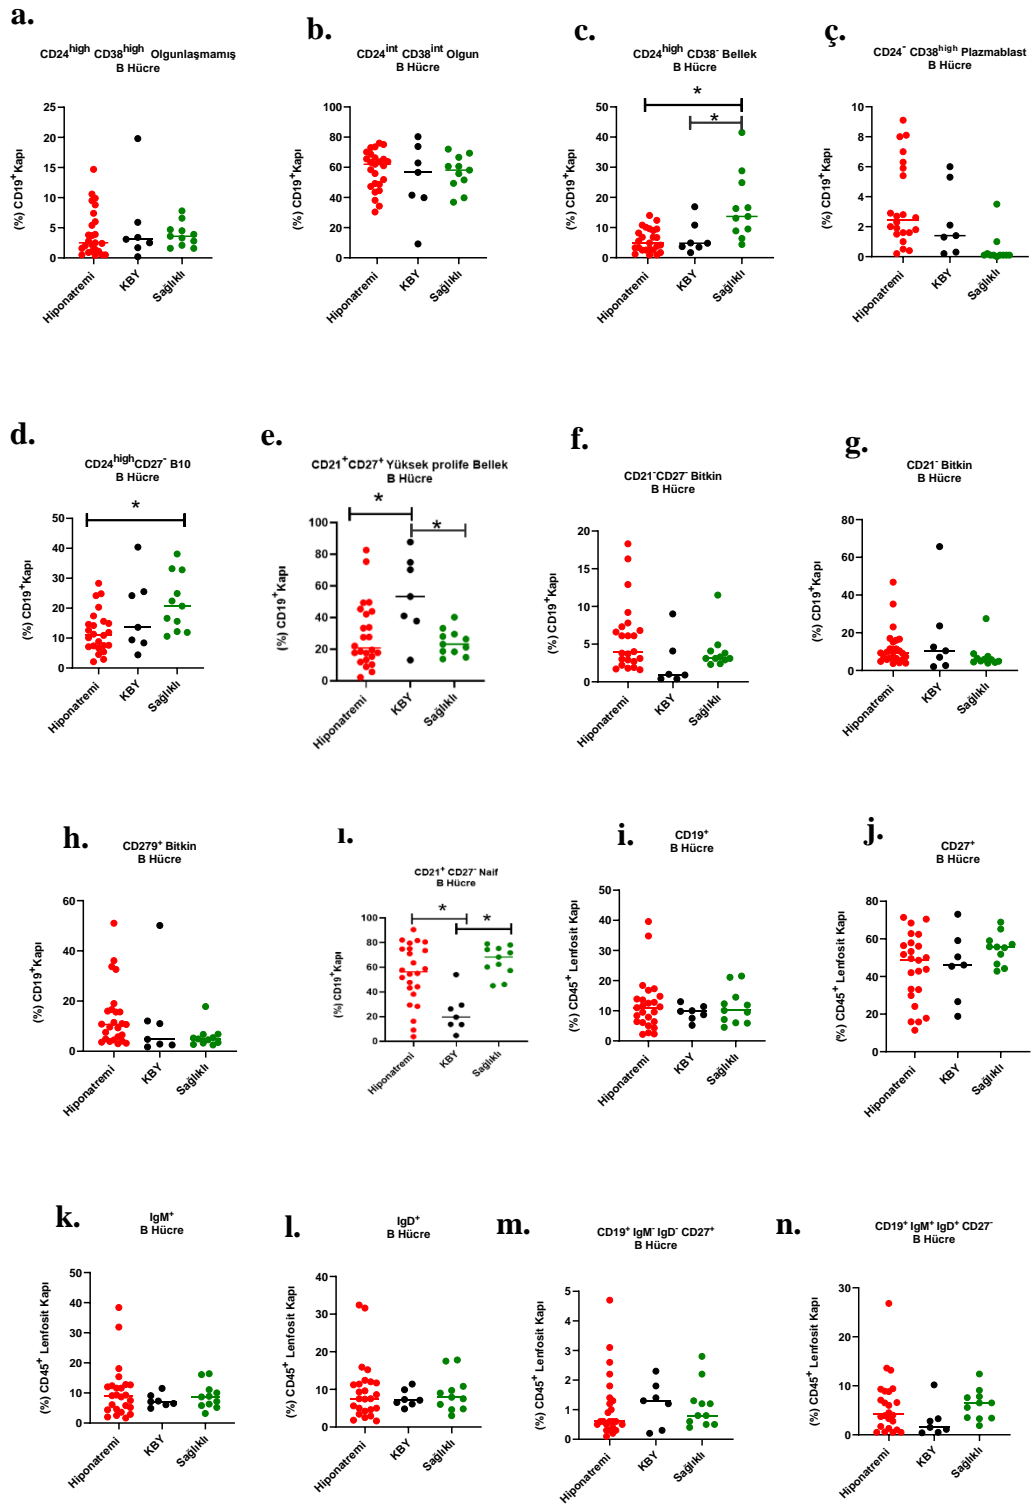 a.
CD24high CD38high Olgunlaşmamış
B Hücre
(%) CD19+Kapı
25
20
15
10
5
0
Hiponatremi
KBY
Sağlıklı
b.
CD24int CD38int Olgun
B Hücre
(%) CD19+Kapı
100
80
60
40
20
0
Hiponatremi
KBY
Sağlıklı
c.
CD24high CD38- Bellek
B Hücre
*
*
(%) CD19+Kapı
50
40
30
20
10
0
Hiponatremi
KBY
Sağlıklı
ç.
CD24- CD38high Plazmablast
B Hücre
(%) CD19+Kapı
10
8
6
4
2
0
Hiponatremi
KBY
Sağlıklı
d.
CD24highCD27- B10
B Hücre
*
(%) CD19+Kapı
50
40
30
20
10
0
Hiponatremi
KBY
Sağlıklı
e.
CD21+CD27+ Yüksek prolife Bellek
B Hücre
*
*
(%) CD19+Kapı
100
80
60
40
20
0
Hiponatremi
KBY
Sağlıklı
f.
CD21-CD27- Bitkin
B Hücre
(%) CD19+Kapı
20
15
10
5
0
Hiponatremi
KBY
Sağlıklı
g.
CD21- Bitkin
B Hücre
(%) CD19+Kapı
80
60
40
20
0
Hiponatremi
KBY
Sağlıklı
h.
CD279+ Bitkin
B Hücre
(%) CD19+Kapı
60
40
20
0
Hiponatremi
KBY
Sağlıklı
ı.
CD21+ CD27- Naif
B Hücre
*
*
(%) CD19+Kapı
100
80
60
40
20
0
Hiponatremi
KBY
Sağlıklı
i.
CD19+
B Hücre
(%) CD45+ Lenfosit Kapı
50
40
30
20
10
0
Hiponatremi
KBY
Sağlıklı
j.
CD27+
B Hücre
(%) CD45+ Lenfosit Kapı
80
60
40
20
0
Hiponatremi
KBY
Sağlıklı
k.
IgM+
B Hücre
(%) CD45+ Lenfosit Kapı
50
40
30
20
10
0
Hiponatremi
KBY
Sağlıklı
l.
IgD+
B Hücre
(%) CD45+ Lenfosit Kapı
40
30
20
10
0
Hiponatremi
KBY
Sağlıklı
m.
CD19+ IgM- IgD- CD27+
B Hücre
(%) CD45+ Lenfosit Kapı
5
4
3
2
1
0
Hiponatremi
KBY
Sağlıklı
n.
CD19+ IgM+ IgD+ CD27-
B Hücre
(%) CD45+ Lenfosit Kapı
30
20
10
0
Hiponatremi
KBY
Sağlıklı